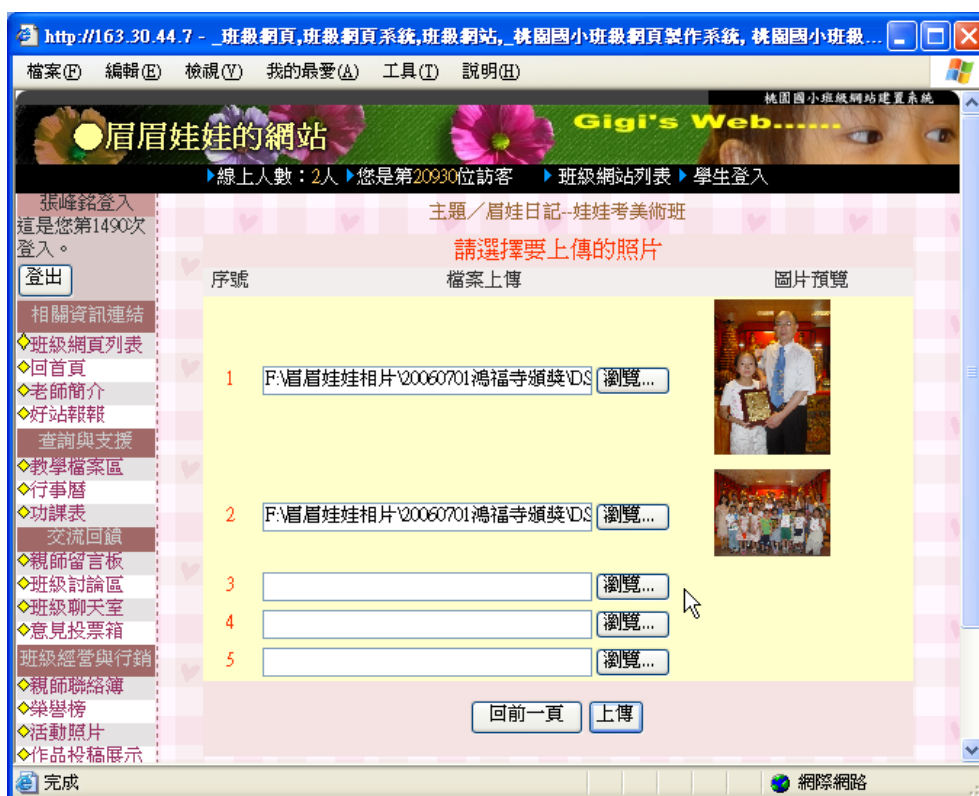 http://163.30.44.7 - _班級網頁,班級網頁系統,班級網站,_桃園國小班級網頁製作系統, 桃園國小班級...
檔案(F) 編輯(E) 檢視(V) 我的最愛(A) 工具(T) 說明(H)
桃園國小班級網站建置系統
●眉眉娃娃的網站
Gigi's Web......
線上人數：2人 您是第20930位訪客 班級網站列表 學生登入
張峰銘登入
這是您第1490次
登入。
登出
相關資訊連結
班級網頁列表
回首頁
老師簡介
好站報報
查詢與支援
教學檔案區
行事曆
功課表
交流回饋
親師留言板
班級討論區
班級聊天室
意見投票箱
班級經營與行銷
親師聯絡簿
榮譽榜
活動照片
作品投稿展示
主題／眉娃日記--娃娃考美術班
請選擇要上傳的照片
序號 檔案上傳 圖片預覽
1 F:\眉眉娃娃相片\20060701鴻福寺頒獎\DS 瀏覽...
2 F:\眉眉娃娃相片\20060701鴻福寺頒獎\DS 瀏覽...
3 瀏覽...
4 瀏覽...
5 瀏覽...
回前一頁 上傳
完成 網際網路